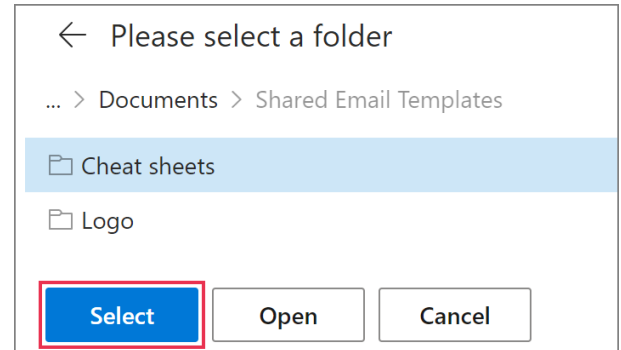 Please select a folder
... > Documents > Shared Email Templates
Cheat sheets
Logo
Select Open Cancel